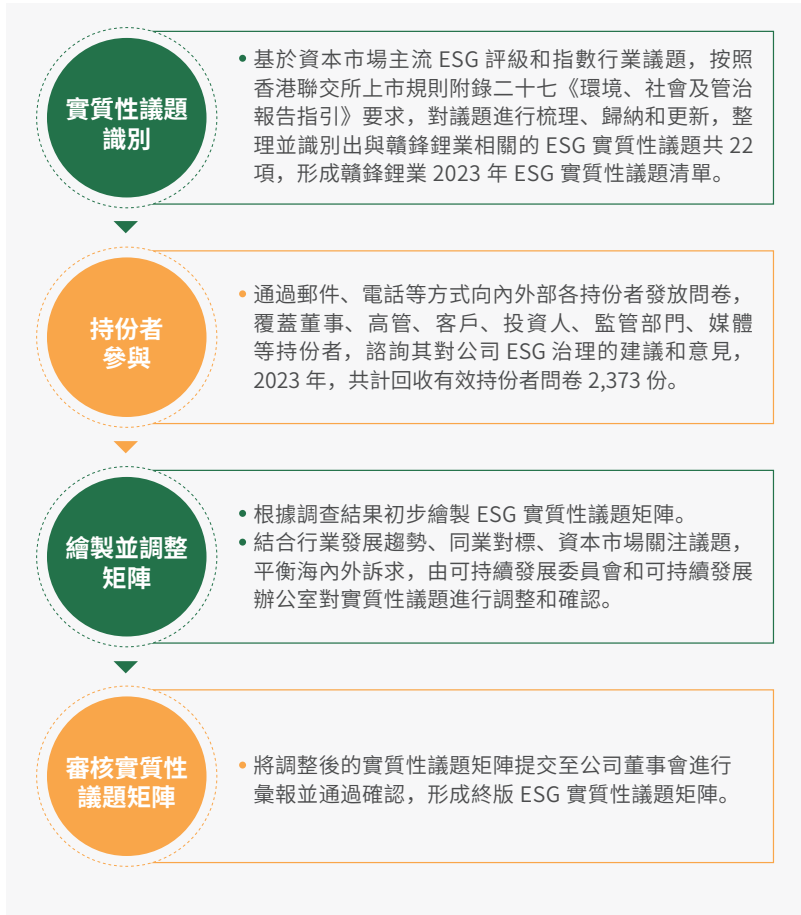 實質性議題
識別
• 基於資本市場主流 ESG 評級和指數行業議題，按照
香港聯交所上市規則附錄二十七《環境、社會及管治
報告指引》要求，對議題進行梳理、歸納和更新，整
理並識別出與贛鋒鋰業相關的 ESG 實質性議題共 22
項，形成贛鋒鋰業 2023 年 ESG 實質性議題清單。
持份者
參與
• 通過郵件、電話等方式向內外部各持份者發放問卷，
覆蓋董事、高管、客戶、投資人、監管部門、媒體
等持份者，諮詢其對公司 ESG 治理的建議和意見，
2023 年，共計回收有效持份者問卷 2,373 份。
繪製並調整
矩陣
• 根據調查結果初步繪製 ESG 實質性議題矩陣。
• 結合行業發展趨勢、同業對標、資本市場關注議題，
平衡海內外訴求，由可持續發展委員會和可持續發展
辦公室對實質性議題進行調整和確認。
審核實質性
議題矩陣
• 將調整後的實質性議題矩陣提交至公司董事會進行
彙報並通過確認，形成終版 ESG 實質性議題矩陣。